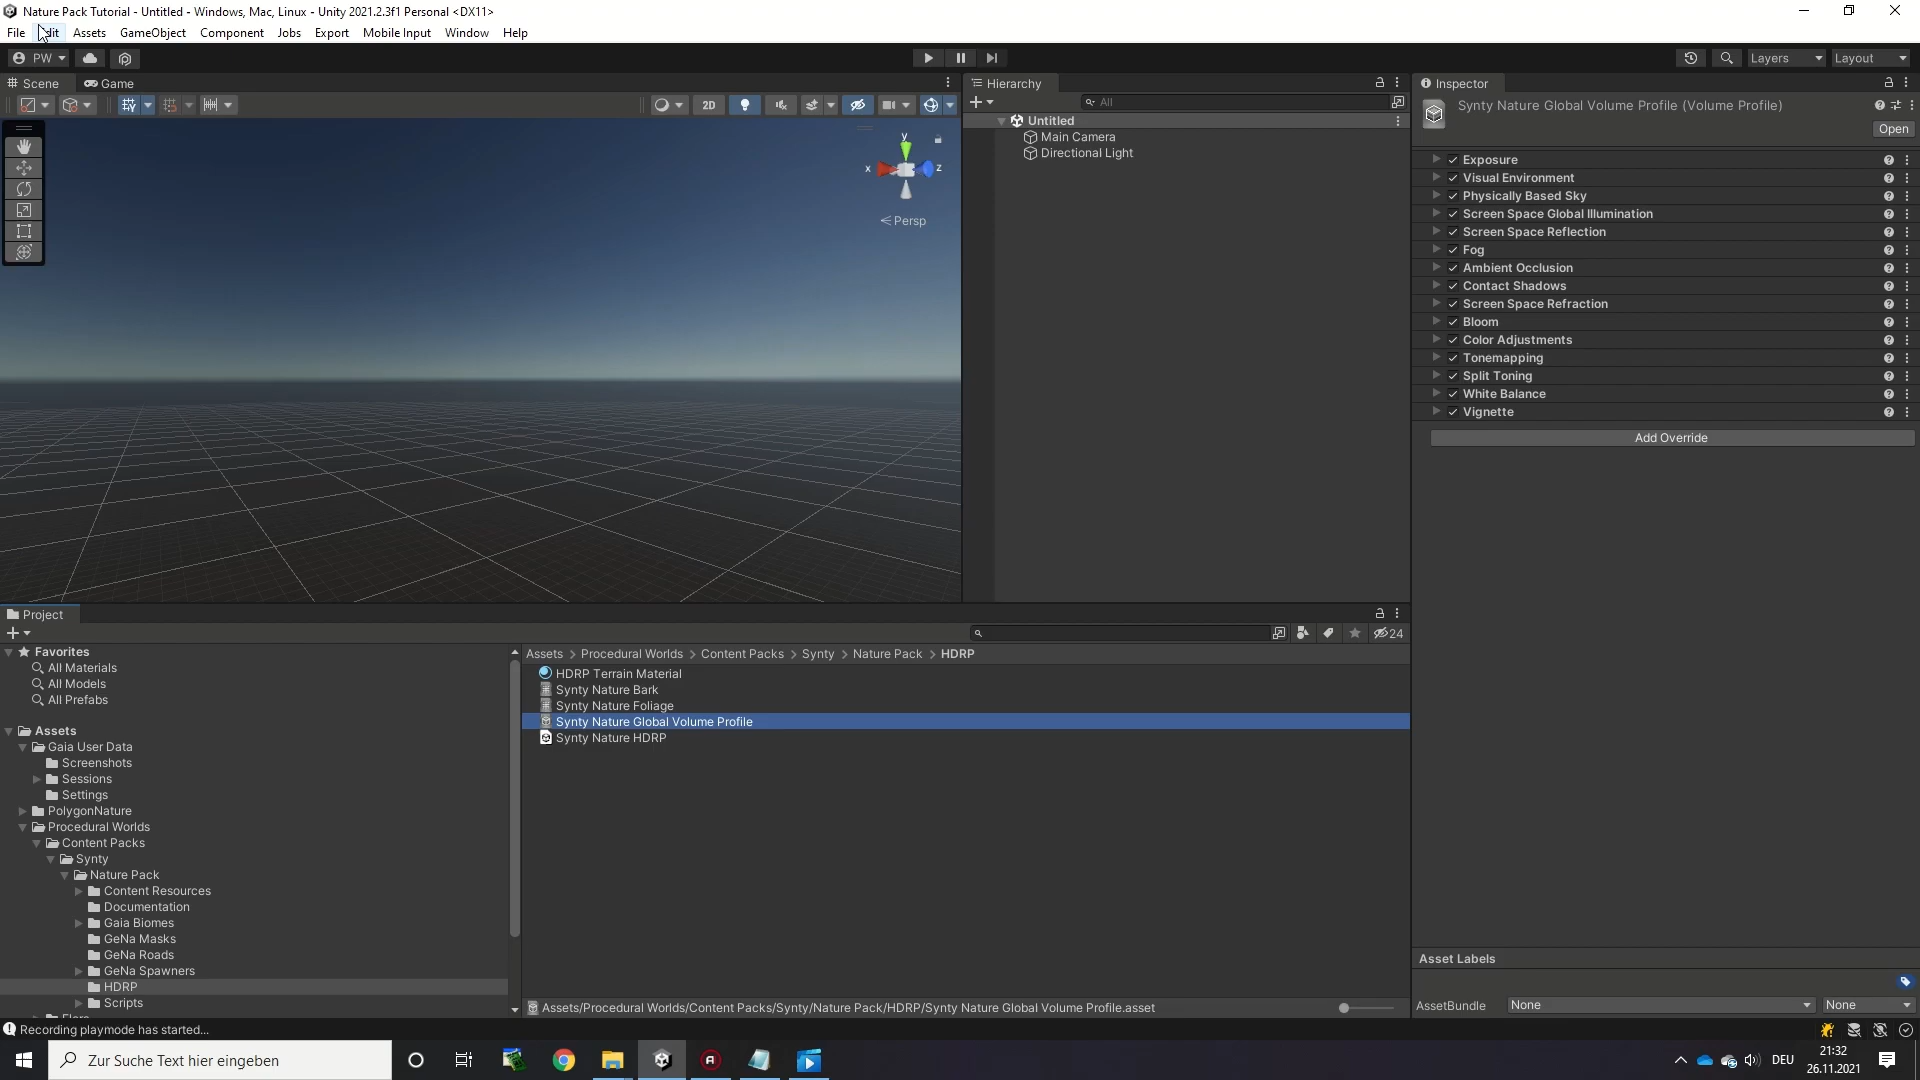 Nature Pack Tutorial - Untitled - Windows, Mac, Linux - Unity 2021.2.3f1 Personal <DX11>
File Edit Assets GameObject Component Jobs Export Mobile Input Window Help
PW Layers Layout
Scene Game
2D
y
x z
Persp
Hierarchy
All
Untitled
Main Camera
Directional Light
Inspector
Synty Nature Global Volume Profile (Volume Profile)
Open
Exposure
Visual Environment
Physically Based Sky
Screen Space Global Illumination
Screen Space Reflection
Fog
Ambient Occlusion
Contact Shadows
Screen Space Refraction
Bloom
Color Adjustments
Tonemapping
Split Toning
White Balance
Vignette
Add Override
Project
24
Favorites
All Materials
All Models
All Prefabs
Assets
Gaia User Data
Screenshots
Sessions
Settings
PolygonNature
Procedural Worlds
Content Packs
Synty
Nature Pack
Content Resources
Documentation
Gaia Biomes
GeNa Masks
GeNa Roads
GeNa Spawners
HDRP
Scripts
Assets > Procedural Worlds > Content Packs > Synty > Nature Pack > HDRP
HDRP Terrain Material
Synty Nature Bark
Synty Nature Foliage
Synty Nature Global Volume Profile
Synty Nature HDRP
Assets/Procedural Worlds/Content Packs/Synty/Nature Pack/HDRP/Synty Nature Global Volume Profile.asset
Asset Labels
AssetBundle None None
Recording playmode has started...
Zur Suche Text hier eingeben
DEU
21:32
26.11.2021